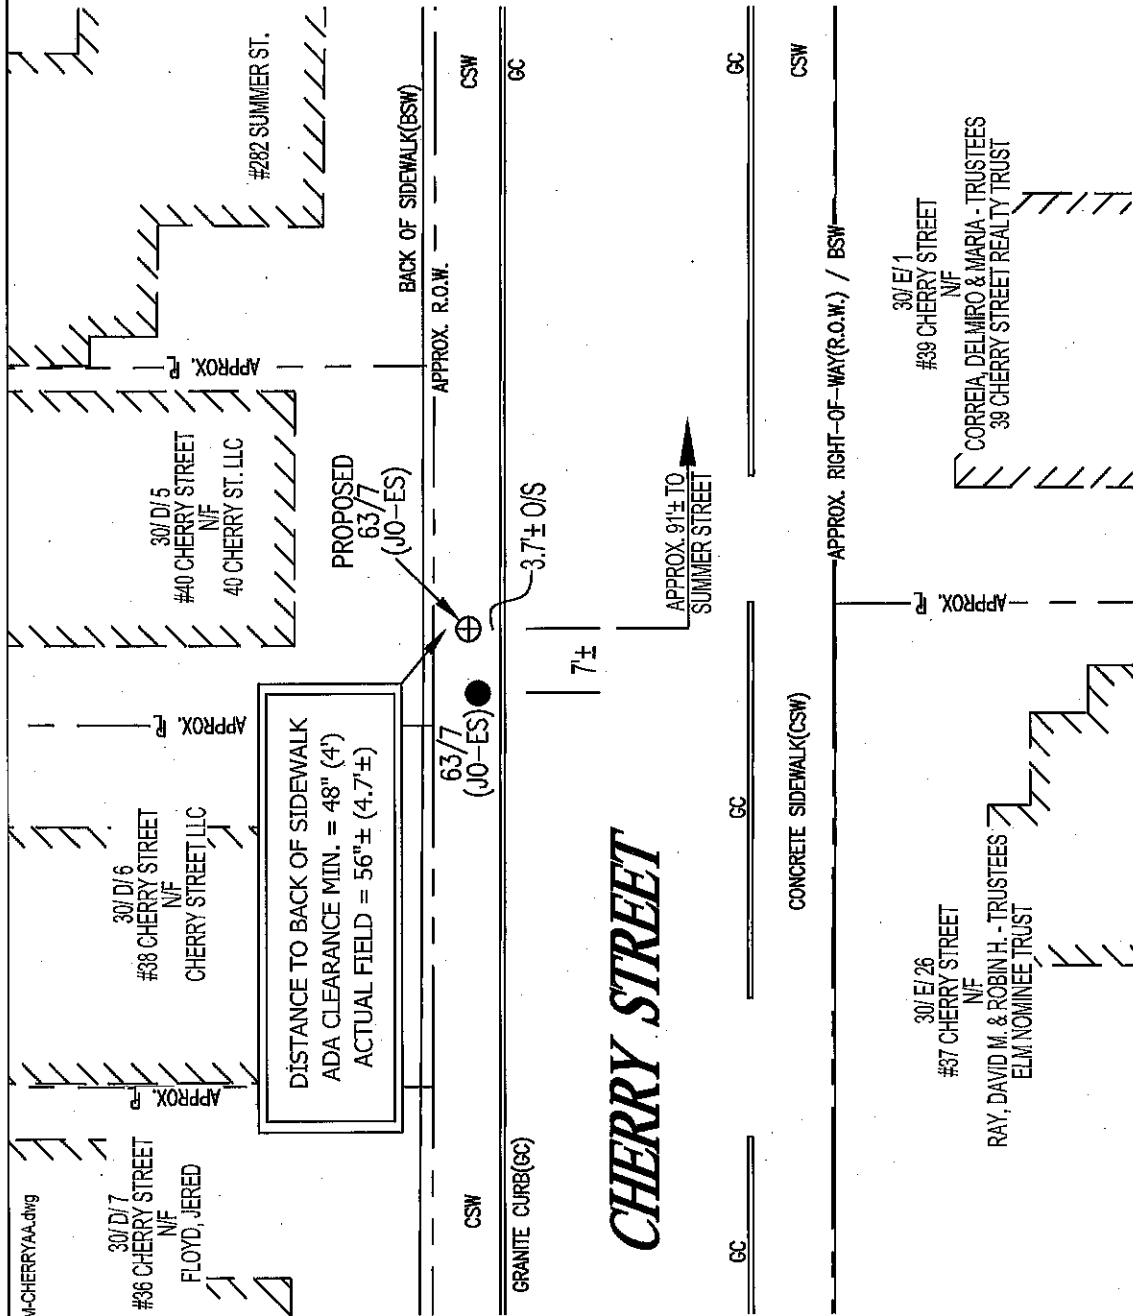 M-CHERRYAA.dwg
30/ D/ 7
#36 CHERRY STREET
N/F
FLOYD, JERED
APPROX. PL
30/ D/ 6
#38 CHERRY STREET
N/F
CHERRY STREET LLC
APPROX. PL
30/ D/ 5
#40 CHERRY STREET
N/F
40 CHERRY ST. LLC
APPROX. PL
#282 SUMMER ST.
DISTANCE TO BACK OF SIDEWALK
ADA CLEARANCE MIN. = 48" (4')
ACTUAL FIELD = 56"± (4.7'±)
PROPOSED
63/7
(JO-ES)
BACK OF SIDEWALK(BSW)
APPROX. R.O.W.
CSW
63/7
(JO-ES)
CSW
GRANITE CURB(GC)
3.7'± O/S
GC
7'±
APPROX. 91'± TO
SUMMER STREET
CHERRY STREET
GC
GC
GC
CONCRETE SIDEWALK(CSW)
CSW
APPROX. RIGHT-OF-WAY(R.O.W.) / BSW
APPROX. PL
30/ E/ 26
#37 CHERRY STREET
N/F
RAY, DAVID M. & ROBIN H. - TRUSTEES
ELM NOMINEE TRUST
30/ E/ 1
#39 CHERRY STREET
N/F
CORREIA, DELMIRO & MARIA - TRUSTEES
39 CHERRY STREET REALTY TRUST